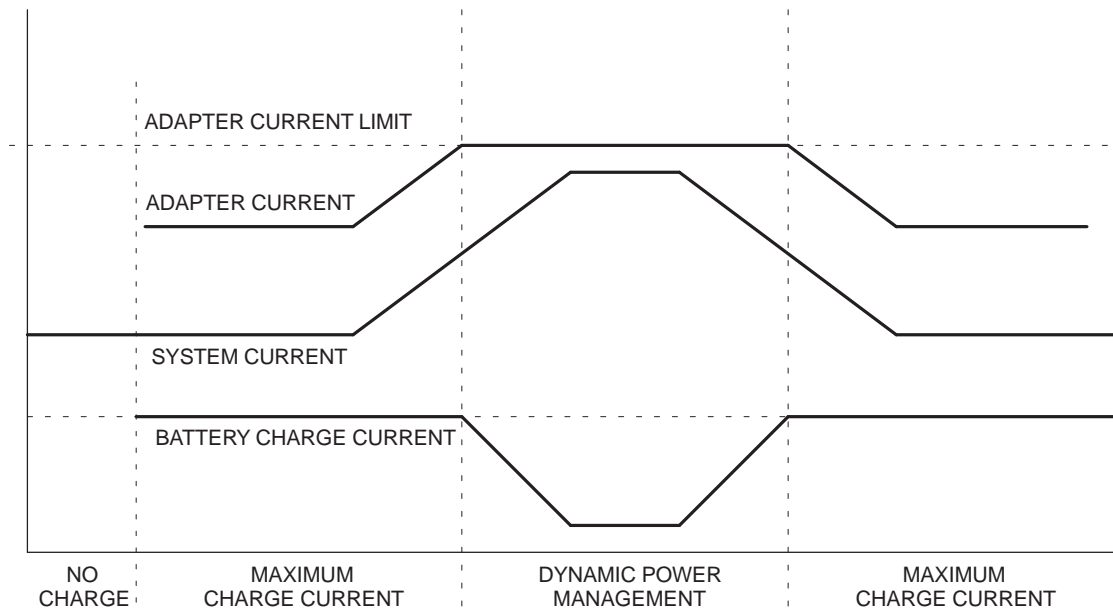 ADAPTER CURRENT LIMIT
ADAPTER CURRENT
SYSTEM CURRENT
BATTERY CHARGE CURRENT
NO
CHARGE
MAXIMUM
CHARGE CURRENT
DYNAMIC POWER
MANAGEMENT
MAXIMUM
CHARGE CURRENT